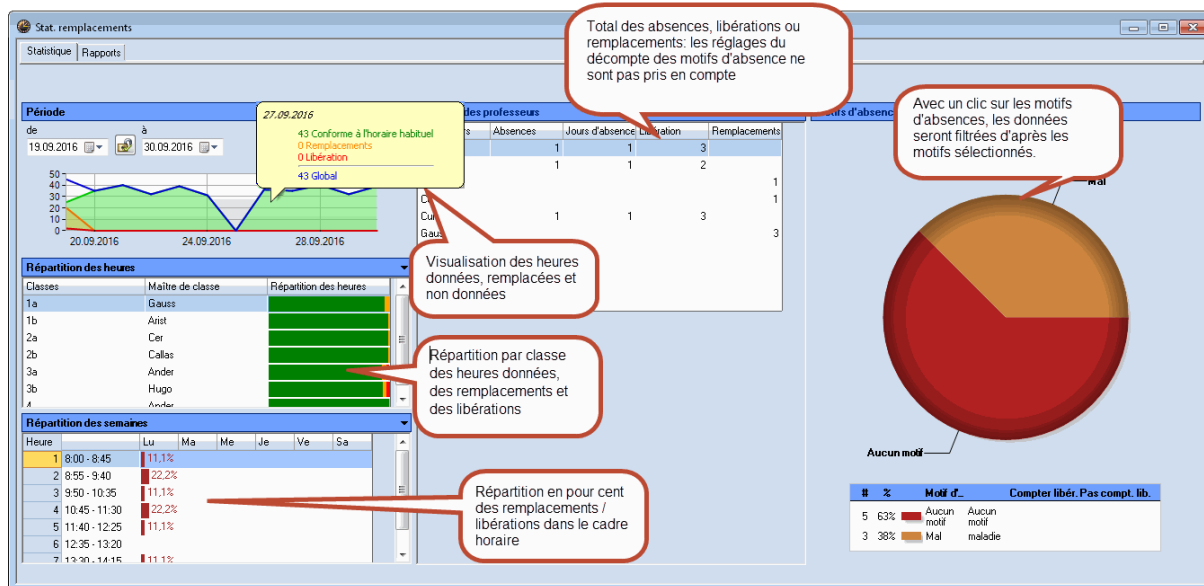 Stat. remplacements
Statistique Rapports
Total des absences, libérations ou
remplacements: les réglages du
décompte des motifs d'absence ne
sont pas pris en compte
Période
de à
19.09.2016 30.09.2016
27.09.2016
43 Conforme à l'horaire habituel
0 Remplacements
0 Libération
43 Global
50
40
30
20
10
0
20.09.2016 24.09.2016 28.09.2016
des professeurs
Absences Jours d'absence Libération Remplacements
1 1 3
1 1 2
1
1
1 1 3
Gauss 3
Visualisation des heures
données, remplacées et
non données
Avec un clic sur les motifs
d'absences, les données
seront filtrées d'après les
motifs sélectionnés.
Mal
Aucun motif
Répartition des heures
Classes Maître de classe Répartition des heures
1a Gauss
1b Arist
2a Cer
2b Callas
3a Ander
3b Hugo
4 Ander
Répartition par classe
des heures données,
des remplacements et
des libérations
Répartition des semaines
Heure Lu Ma Me Je Ve Sa
1 8:00 - 8:45 11,1%
2 8:55 - 9:40 22,2%
3 9:50 - 10:35 11,1%
4 10:45 - 11:30 22,2%
5 11:40 - 12:25 11,1%
6 12:35 - 13:20
7 13:30 - 14:15 11,1%
Répartition en pour cent
des remplacements /
libérations dans le cadre
horaire
# % Motif d'... Compter libér. Pas compt. lib.
5 63% Aucun motif Aucun motif
3 38% Mal maladie